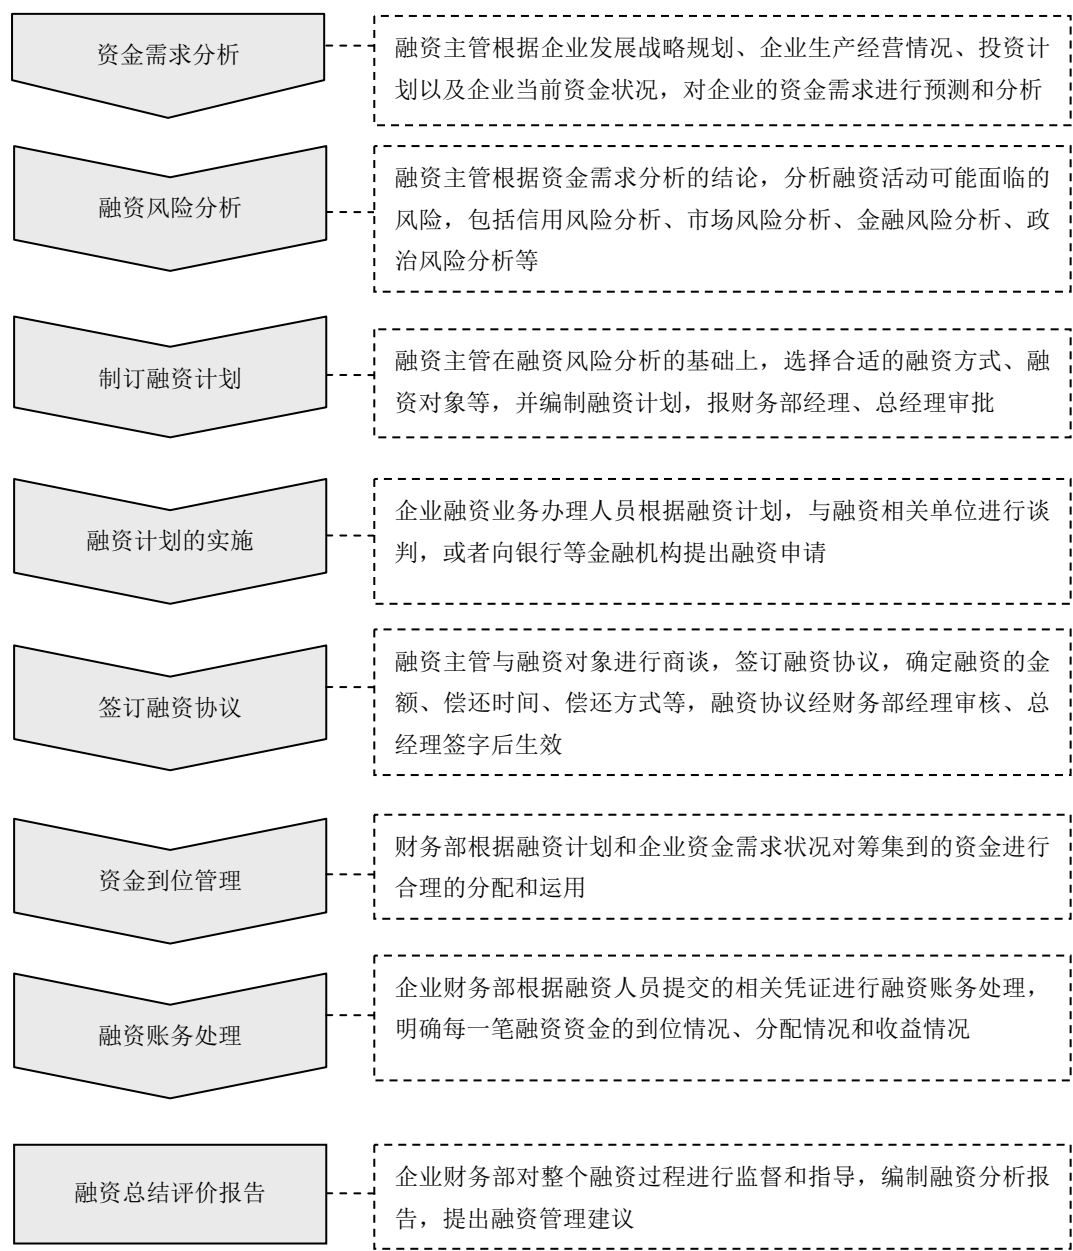 资金需求分析
融资主管根据企业发展战略规划、企业生产经营情况、投资计
划以及企业当前资金状况，对企业的资金需求进行预测和分析
融资风险分析
融资主管根据资金需求分析的结论，分析融资活动可能面临的
风险，包括信用风险分析、市场风险分析、金融风险分析、政
治风险分析等
制订融资计划
融资主管在融资风险分析的基础上，选择合适的融资方式、融
资对象等，并编制融资计划，报财务部经理、总经理审批
融资计划的实施
企业融资业务办理人员根据融资计划，与融资相关单位进行谈
判，或者向银行等金融机构提出融资申请
签订融资协议
融资主管与融资对象进行商谈，签订融资协议，确定融资的金
额、偿还时间、偿还方式等，融资协议经财务部经理审核、总
经理签字后生效
资金到位管理
财务部根据融资计划和企业资金需求状况对筹集到的资金进行
合理的分配和运用
融资账务处理
企业财务部根据融资人员提交的相关凭证进行融资账务处理，
明确每一笔融资资金的到位情况、分配情况和收益情况
融资总结评价报告
企业财务部对整个融资过程进行监督和指导，编制融资分析报
告，提出融资管理建议